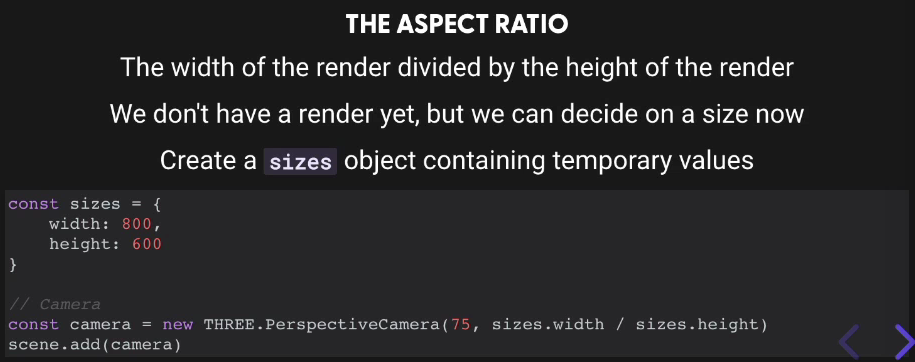 THE ASPECT RATIO
The width of the render divided by the height of the render
We don't have a render yet, but we can decide on a size now
Create a sizes object containing temporary values
const sizes = {
    width: 800,
    height: 600
}
// Camera
const camera = new THREE.PerspectiveCamera(75, sizes.width / sizes.height)
scene.add(camera)